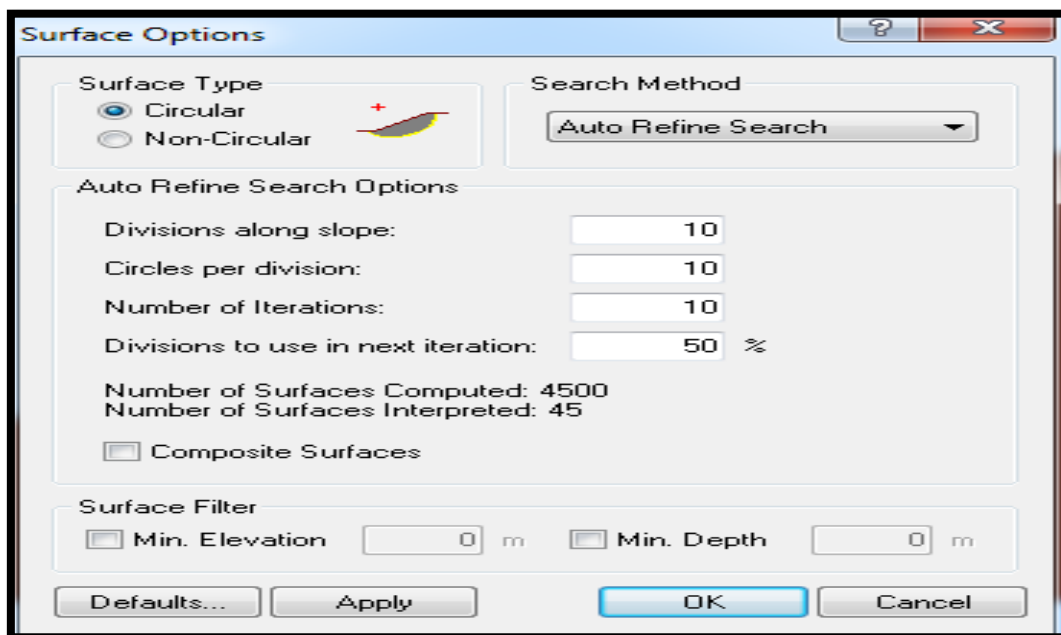 Surface Options
Surface Type
Circular
Non-Circular
Search Method
Auto Refine Search
Auto Refine Search Options
Divisions along slope: 10
Circles per division: 10
Number of Iterations: 10
Divisions to use in next iteration: 50 %
Number of Surfaces Computed: 4500
Number of Surfaces Interpreted: 45
Composite Surfaces
Surface Filter
Min. Elevation 0 m Min. Depth 0 m
Defaults... Apply OK Cancel